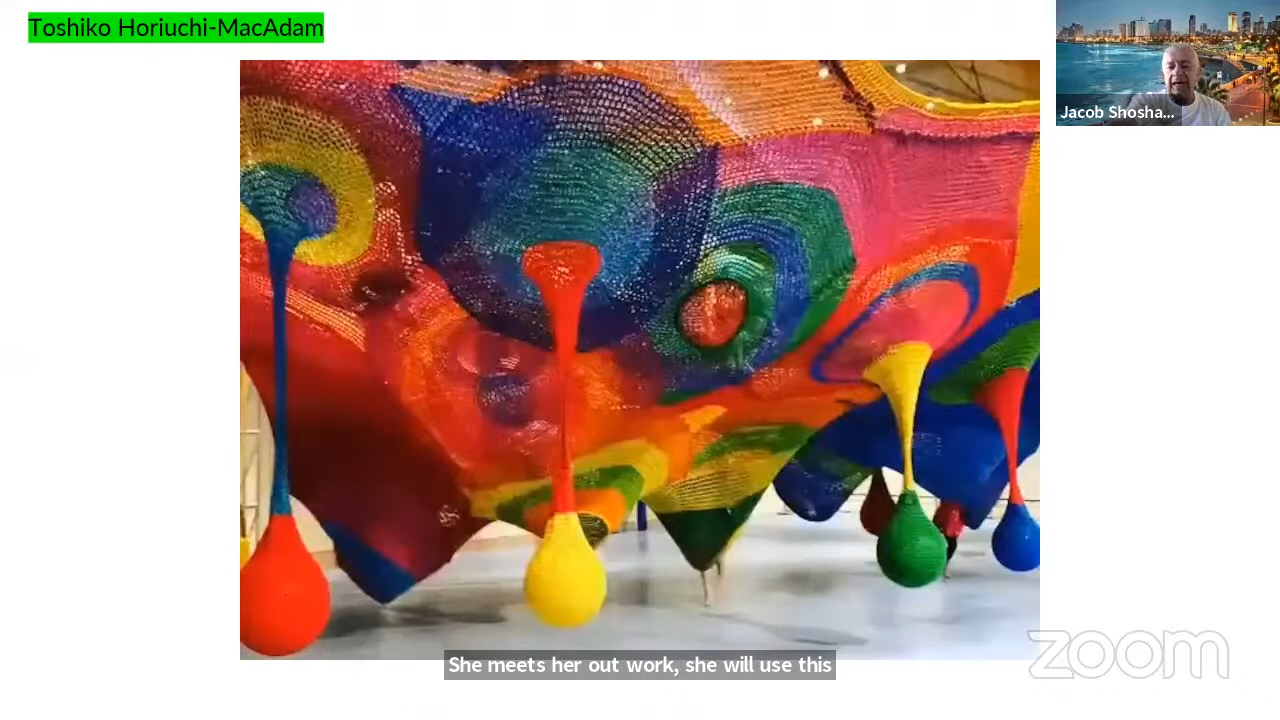 Toshiko Horiuchi-MacAdam
Jacob Shosha...
She meets her out work, she will use this
zoom